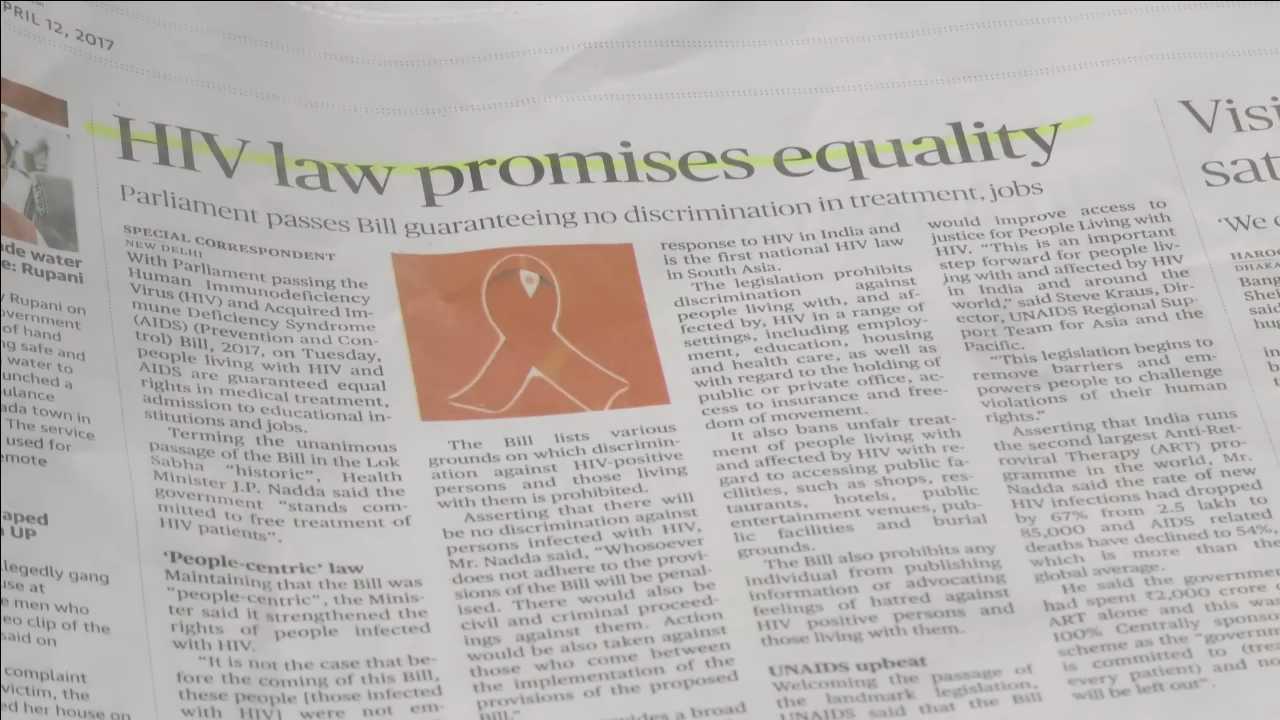 PRIL 12, 2017
HIV law promises equality
Parliament passes Bill guaranteeing no discrimination in treatment, jobs
SPECIAL CORRESPONDENT
NEW DELHI
With Parliament passing the
Human Immunodeficiency
Virus (HIV) and Acquired Im-
mune Deficiency Syndrome
(AIDS) (Prevention and Con-
trol) Bill, 2017, on Tuesday,
people living with HIV and
AIDS are guaranteed equal
rights in medical treatment,
admission to educational in-
stitutions and jobs.
Terming the unanimous
passage of the Bill in the Lok
Sabha "historic", Health
Minister J.P. Nadda said the
government "stands com-
mitted to free treatment of
HIV patients".
'People-centric' law
Maintaining that the Bill was
"people-centric", the Minis-
ter said it strengthened the
rights of people infected
with HIV.
"It is not the case that be-
fore the coming of this Bill,
these people [those infected
with HIV] were not em-
The Bill lists various
grounds on which discrimin-
ation against HIV-positive
persons and those living
with them is prohibited.
Asserting that there will
be no discrimination against
persons infected with HIV,
Mr. Nadda said, "Whosoever
does not adhere to the provi-
sions of the Bill will be penal-
ised. There would also be
civil and criminal proceed-
ings against them. Action
would be also taken against
those who come between
the implementation of the
provisions of the proposed
Bill."
vides a broad
response to HIV in India and
is the first national HIV law
in South Asia.
The legislation prohibits
discrimination against
people living with, and af-
fected by, HIV in a range of
settings, including employ-
ment, education, housing
and health care, as well as
with regard to the holding of
public or private office, ac-
cess to insurance and free-
dom of movement.
It also bans unfair treat-
ment of people living with
and affected by HIV with re-
gard to accessing public fa-
cilities, such as shops, res-
taurants, hotels, public
entertainment venues, pub-
lic facilities and burial
grounds.
The Bill also prohibits any
individual from publishing
information or advocating
feelings of hatred against
HIV positive persons and
those living with them.
UNAIDS upbeat
Welcoming the passage of
the landmark legislation,
UNAIDS said that the Bill
would improve access to
justice for People Living with
HIV. "This is an important
step forward for people liv-
ing with and affected by HIV
in India and around the
world," said Steve Kraus, Dir-
ector, UNAIDS Regional Sup-
port Team for Asia and the
Pacific.
"This legislation begins to
remove barriers and em-
powers people to challenge
violations of their human
rights."
Asserting that India runs
the second largest Anti-Ret-
roviral Therapy (ART) pro-
gramme in the world, Mr.
Nadda said the rate of new
HIV infections had dropped
by 67% from 2.5 lakh to
85,000 and AIDS related
deaths have declined to 54%,
which is more than the
global average.
He said the governmen
had spent ₹2,000 crore
ART alone and this was
100% Centrally sponso
scheme as the "governm
is committed to (trea
every patient) and no
will be left out".
ade water
e: Rupani
Rupani on
overnment
of hand
ng safe and
water to
unched a
ulance
ada town in
The service
used for
emote
aped
UP
llegedly gang
use at
e men who
eo clip of the
said on
complaint
victim, the
ed her house on
Visi
sat
'We
HARO
DHAKA
Bang
Shei
said
hur